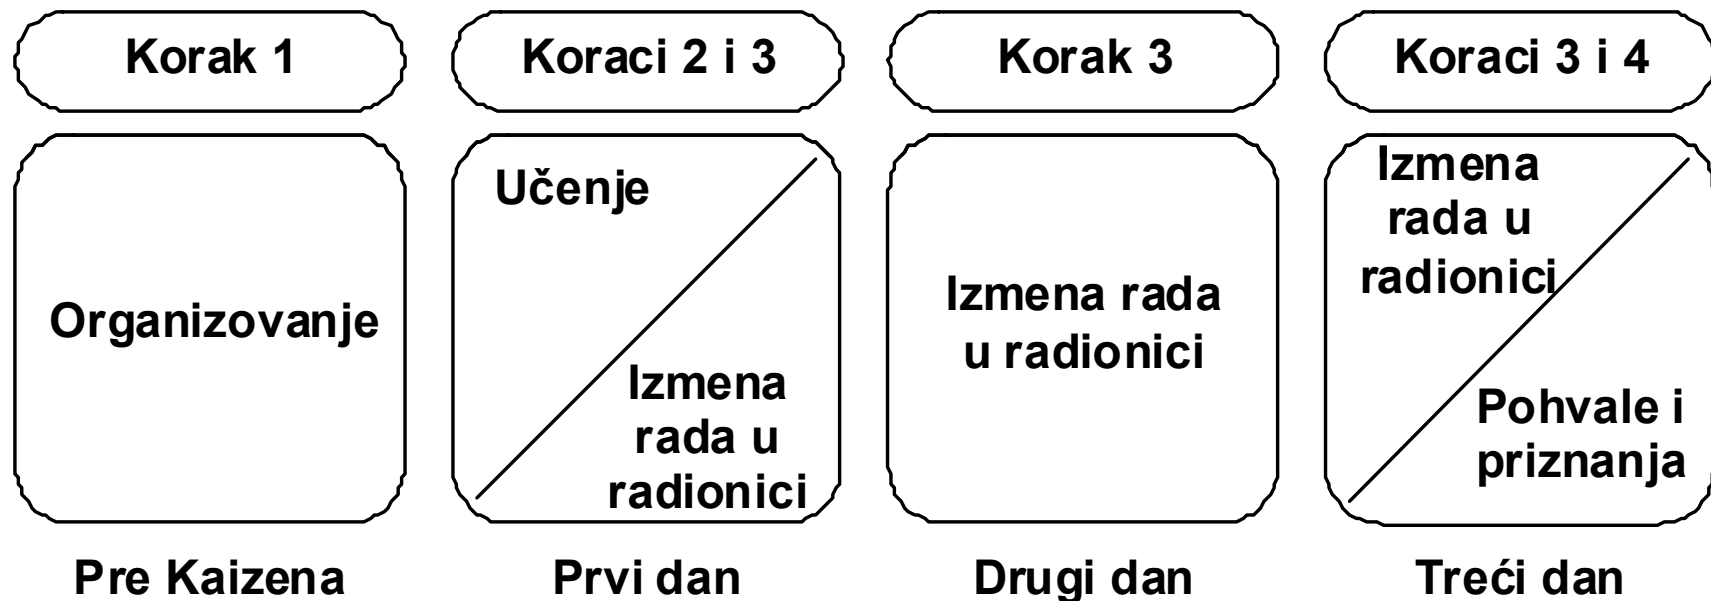 Korak 1
Koraci 2 i 3
Korak 3
Koraci 3 i 4
Organizovanje
Učenje
Izmena
rada u
radionici
Izmena rada
u radionici
Izmena
rada u
radionici
Pohvale i
priznanja
Pre Kaizena
Prvi dan
Drugi dan
Treći dan